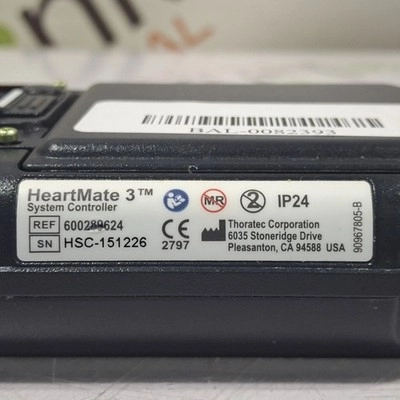 BAL-0082393
HeartMate 3™
System Controller
MR
IP24
REF
SN HSC-151226
CE
2797
Thoratec Corporation
6035 Stoneridge Drive
Pleasanton, CA 94588 USA
90967805-B